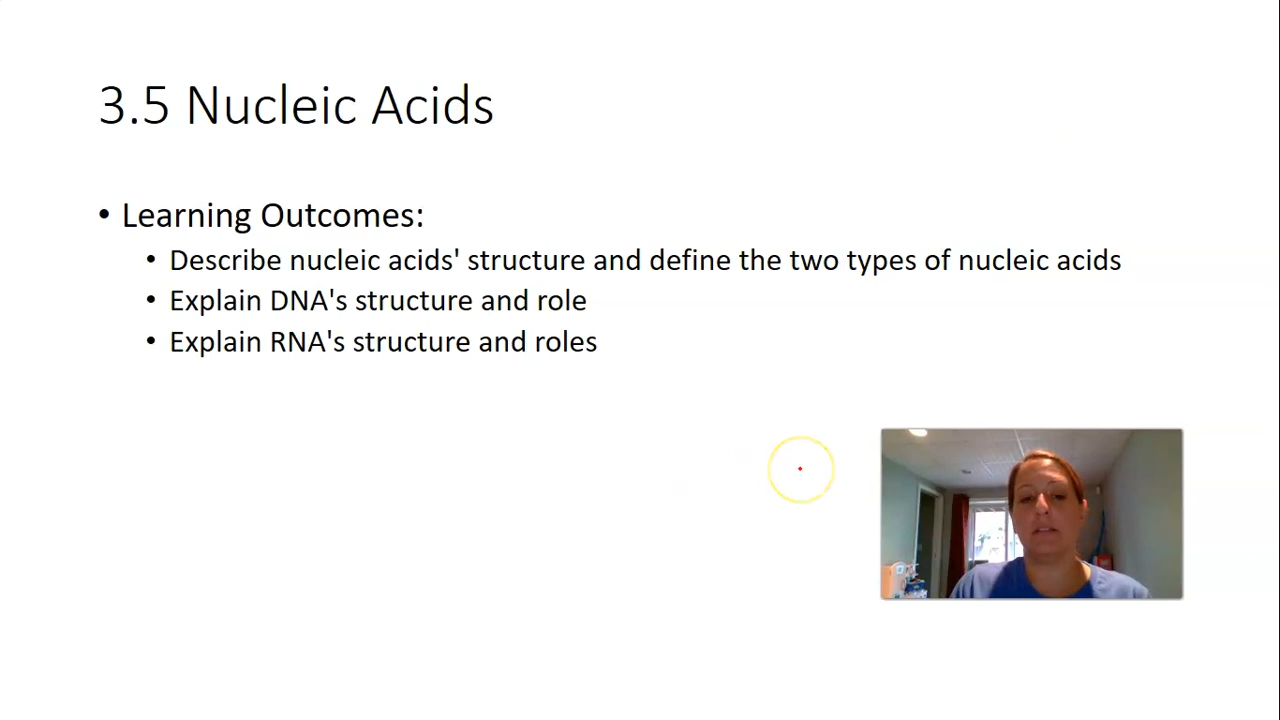 3.5 Nucleic Acids
• Learning Outcomes:
• Describe nucleic acids' structure and define the two types of nucleic acids
• Explain DNA's structure and role
• Explain RNA's structure and roles